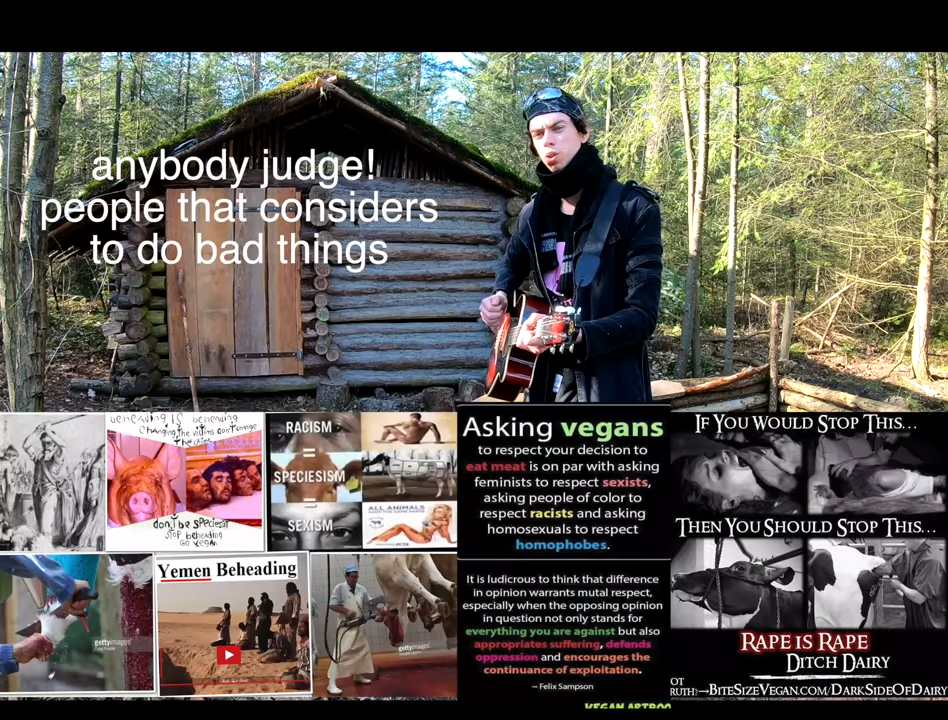 anybody judge!
people that considers
to do bad things
beheading IS beheading
changing the victims don't change
don't be speciesist
stop beheading
Go vegan
RACISM
=
SPECIESISM
=
SEXISM
ALL ANIMALS
Asking vegans
to respect your decision to
eat meat is on par with asking
feminists to respect sexists,
asking people of color to
respect racists and asking
homosexuals to respect
homophobes.
It is ludicrous to think that difference
in opinion warrants mutal respect,
especially when the opposing opinion
in question not only stands for
everything you are against but also
appropriates suffering, defends
oppression and encourages the
continuance of exploitation.
~ Felix Sampson
IF YOU WOULD STOP THIS...
THEN YOU SHOULD STOP THIS...
RAPE IS RAPE
DITCH DAIRY
OT
RUTH?→BITESIZEVEGAN.COM/DARKSIDEOFDAIRY
gettyimages
Yemen Beheading
gettyimages